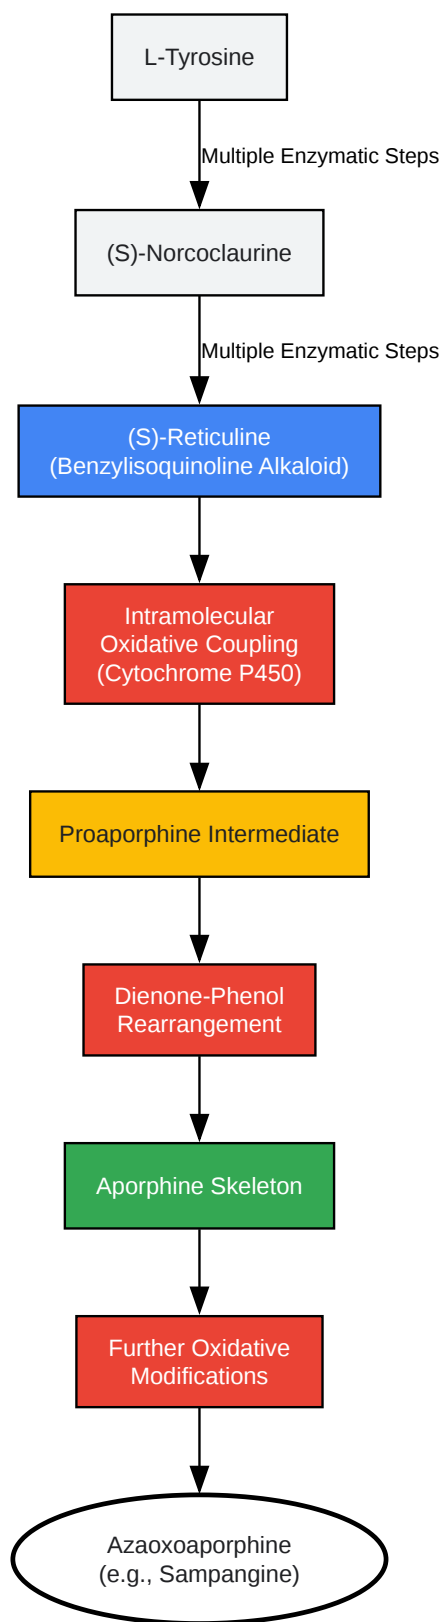 L-Tyrosine
Multiple Enzymatic Steps
(S)-Norcoclaurine
Multiple Enzymatic Steps
(S)-Reticuline
(Benzylisoquinoline Alkaloid)
Intramolecular
Oxidative Coupling
(Cytochrome P450)
Proaporphine Intermediate
Dienone-Phenol
Rearrangement
Aporphine Skeleton
Further Oxidative
Modifications
Azaoxoaporphine
(e.g., Sampangine)